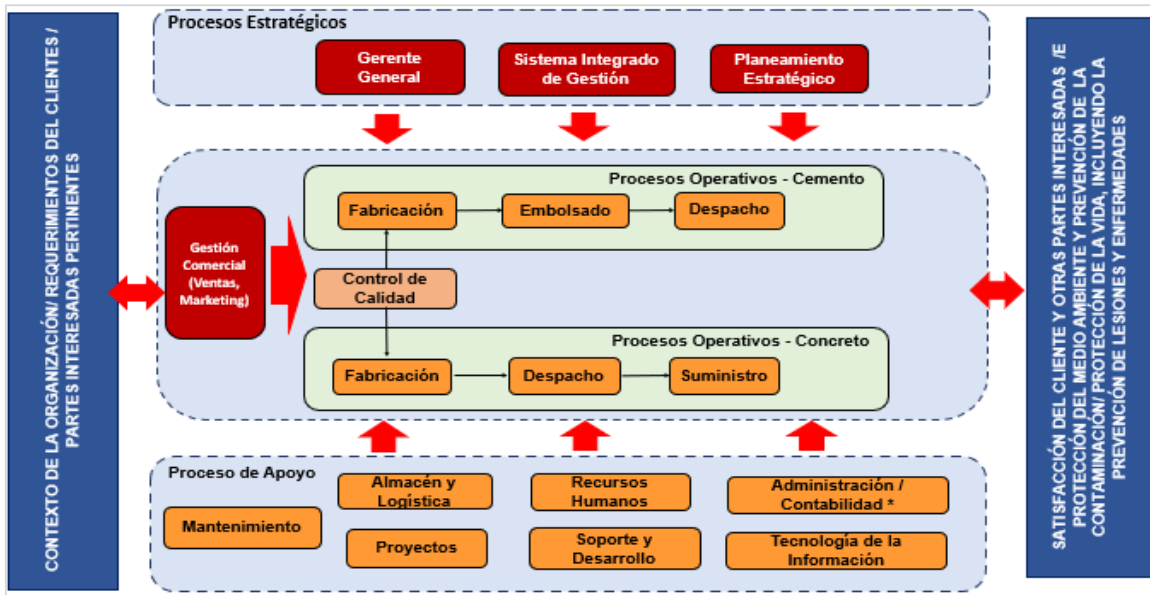 CONTEXTO DE LA ORGANIZACIÓN/ REQUERIMIENTOS DEL CLIENTES /
PARTES INTERESADAS PERTINENTES
Procesos Estratégicos
Gerente
General
Sistema Integrado
de Gestión
Planeamiento
Estratégico
Gestión
Comercial
(Ventas,
Marketing)
Procesos Operativos - Cemento
Fabricación
Embolsado
Despacho
Control de
Calidad
Procesos Operativos - Concreto
Fabricación
Despacho
Suministro
Proceso de Apoyo
Mantenimiento
Almacén y
Logística
Recursos
Humanos
Administración /
Contabilidad *
Proyectos
Soporte y
Desarrollo
Tecnología de la
Información
SATISFACCIÓN DEL CLIENTE Y OTRAS PARTES INTERESADAS /E
PROTECCIÓN DEL MEDIO AMBIENTE Y PREVENCIÓN DE LA
CONTAMINACIÓN/ PROTECCIÓN DE LA VIDA, INCLUYENDO LA
PREVENCIÓN DE LESIONES Y ENFERMEDADES